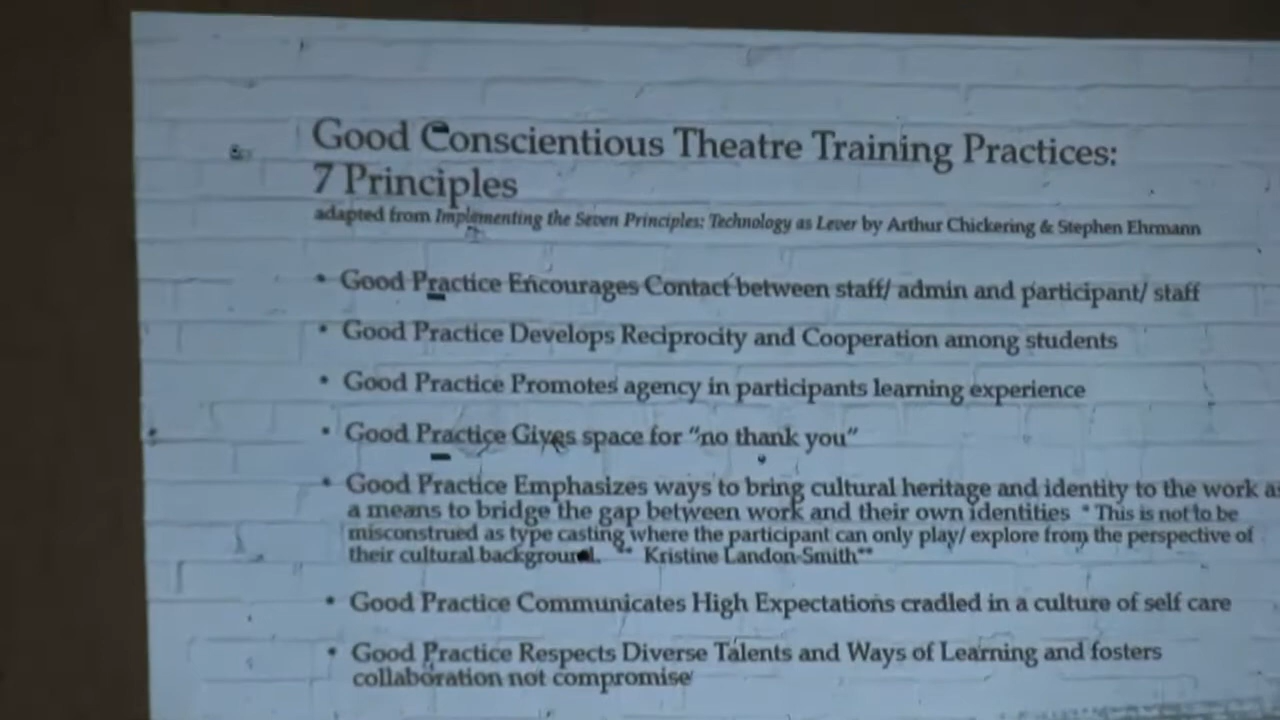 Good Conscientious Theatre Training Practices:
7 Principles
adapted from Implementing the Seven Principles: Technology as Lever by Arthur Chickering & Stephen Ehrmann
• Good Practice Encourages Contact between staff/ admin and participant/ staff
• Good Practice Develops Reciprocity and Cooperation among students
• Good Practice Promotes agency in participants learning experience
• Good Practice Gives space for "no thank you"
• Good Practice Emphasizes ways to bring cultural heritage and identity to the work
a means to bridge the gap between work and their own identities * This is not to be
misconstrued as type casting where the participant can only play/ explore from the perspective of
their cultural background. ** Kristine Landon-Smith**
• Good Practice Communicates High Expectations cradled in a culture of self care
• Good Practice Respects Diverse Talents and Ways of Learning and fosters
collaboration not compromise